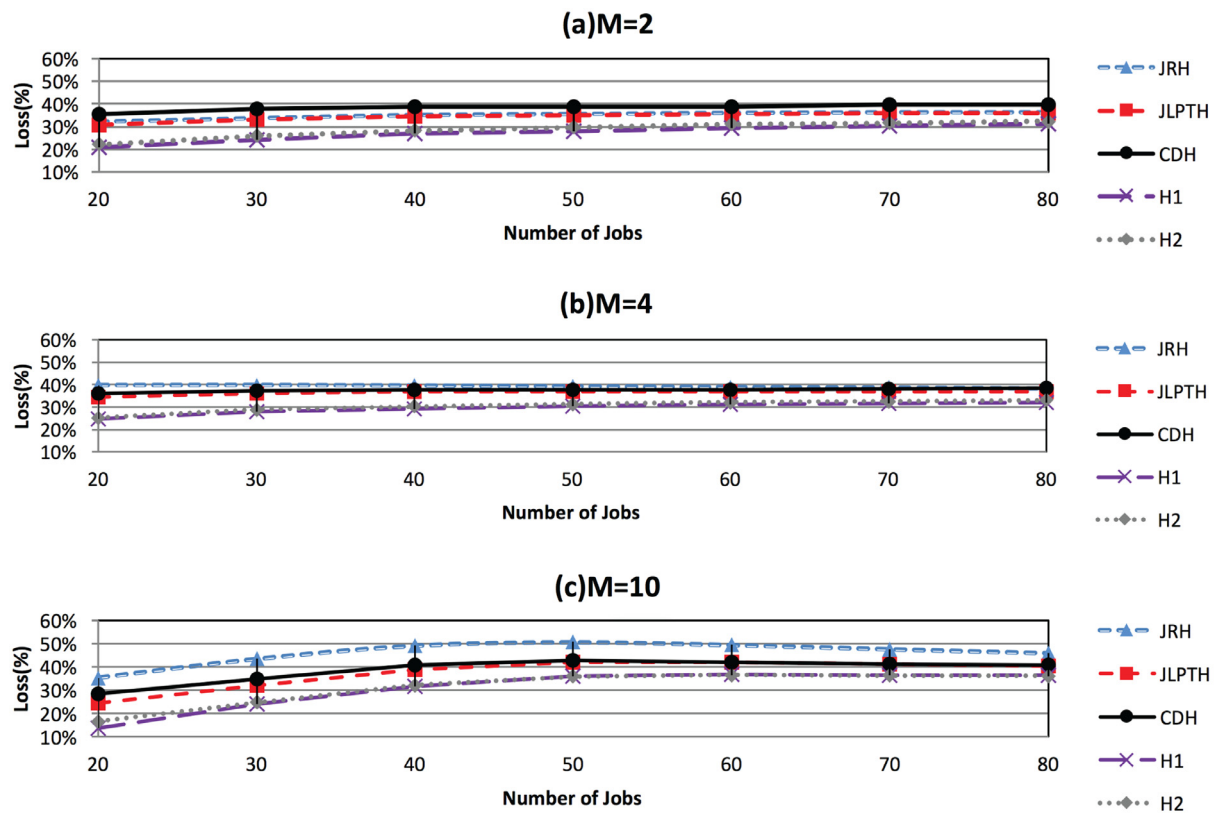 (a)M=2
Loss(%)
60%
50%
40%
30%
20%
10%
20 30 40 50 60 70 80
Number of Jobs
JRH
JLPTH
CDH
H1
H2
(b)M=4
Loss(%)
60%
50%
40%
30%
20%
10%
20 30 40 50 60 70 80
Number of Jobs
JRH
JLPTH
CDH
H1
H2
(c)M=10
Loss(%)
60%
50%
40%
30%
20%
10%
20 30 40 50 60 70 80
Number of Jobs
JRH
JLPTH
CDH
H1
H2